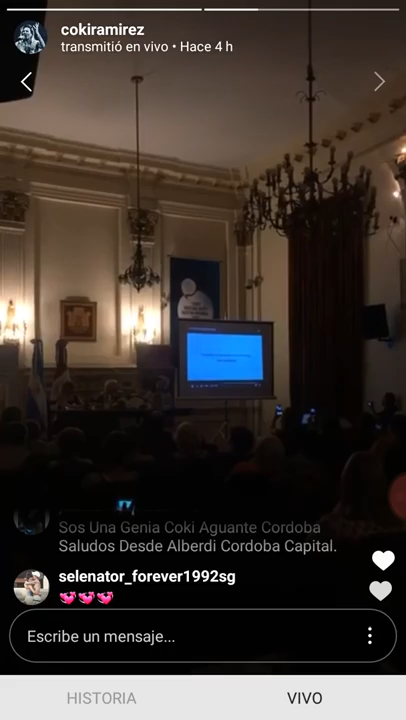 cokiramirez
transmitió en vivo • Hace 4 h
Sos Una Genia Coki Aguante Cordoba
Saludos Desde Alberdi Cordoba Capital.
selenator_forever1992sg
Escribe un mensaje...
HISTORIA
VIVO